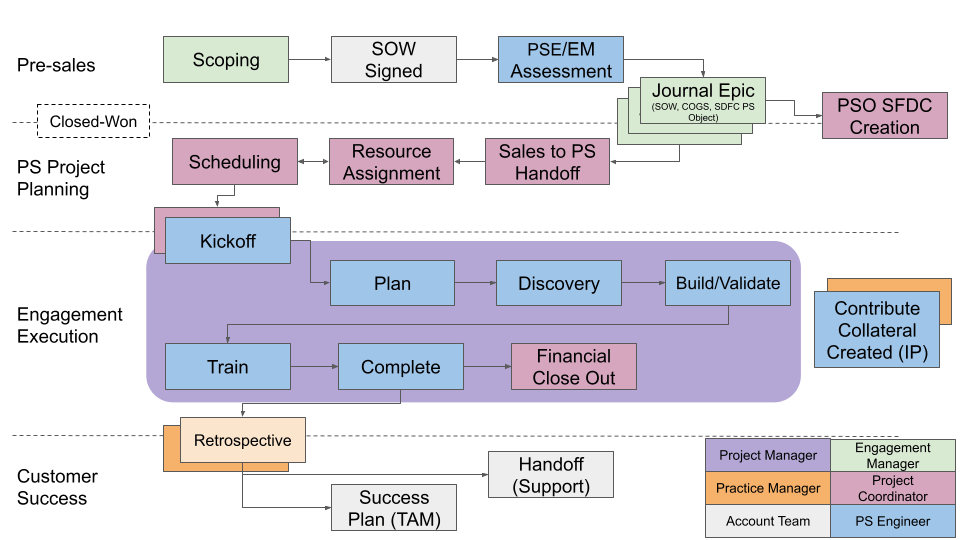 Pre-sales
Scoping
SOW
Signed
PSE/EM
Assessment
Journal Epic
(SOW, COGS, SDFC PS
Object)
PSO SFDC
Creation
Closed-Won
PS Project
Planning
Scheduling
Resource
Assignment
Sales to PS
Handoff
Kickoff
Engagement
Execution
Plan
Discovery
Build/Validate
Train
Complete
Financial
Close Out
Contribute
Collateral
Created (IP)
Customer
Success
Retrospective
Handoff
(Support)
Success
Plan (TAM)
Project Manager
Engagement
Manager
Practice Manager
Project
Coordinator
Account Team
PS Engineer